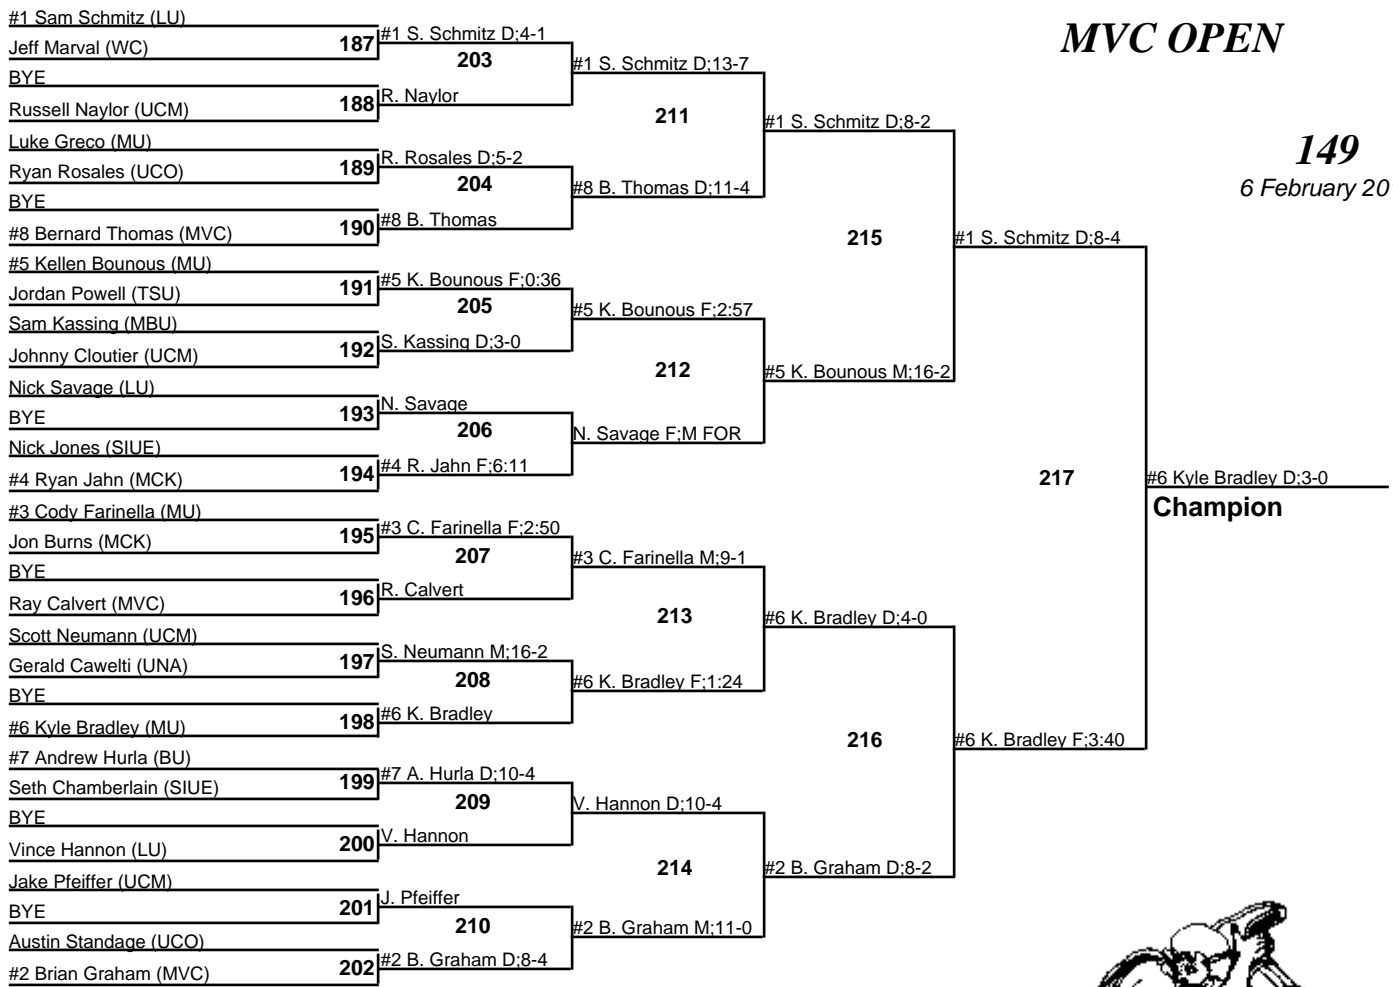 #1 Sam Schmitz (LU)
Jeff Marval (WC)
BYE
Russell Naylor (UCM)
Luke Greco (MU)
Ryan Rosales (UCO)
BYE
#8 Bernard Thomas (MVC)
#5 Kellen Bounous (MU)
Jordan Powell (TSU)
Sam Kassing (MBU)
Johnny Cloutier (UCM)
Nick Savage (LU)
BYE
Nick Jones (SIUE)
#4 Ryan Jahn (MCK)
#3 Cody Farinella (MU)
Jon Burns (MCK)
BYE
Ray Calvert (MVC)
Scott Neumann (UCM)
Gerald Cawelti (UNA)
BYE
#6 Kyle Bradley (MU)
#7 Andrew Hurla (BU)
Seth Chamberlain (SIUE)
BYE
Vince Hannon (LU)
Jake Pfeiffer (UCM)
BYE
Austin Standage (UCO)
#2 Brian Graham (MVC)
187
188
189
190
191
192
193
194
195
196
197
198
199
200
201
202
#1 S. Schmitz D;4-1
203
R. Naylor
R. Rosales D;5-2
204
#8 B. Thomas
#5 K. Bounous F;0:36
205
S. Kassing D;3-0
N. Savage
206
#4 R. Jahn F;6:11
#3 C. Farinella F;2:50
207
R. Calvert
S. Neumann M;16-2
208
#6 K. Bradley
#7 A. Hurla D;10-4
209
V. Hannon
J. Pfeiffer
210
#2 B. Graham D;8-4
#1 S. Schmitz D;13-7
211
#8 B. Thomas D;11-4
#5 K. Bounous F;2:57
212
N. Savage F;M FOR
#3 C. Farinella M;9-1
213
#6 K. Bradley F;1:24
V. Hannon D;10-4
214
#2 B. Graham M;11-0
#1 S. Schmitz D;8-2
215
#5 K. Bounous M;16-2
#6 K. Bradley D;4-0
216
#2 B. Graham D;8-2
#1 S. Schmitz D;8-4
217
#6 K. Bradley F;3:40
#6 Kyle Bradley D;3-0
Champion
MVC OPEN
149
6 February 20